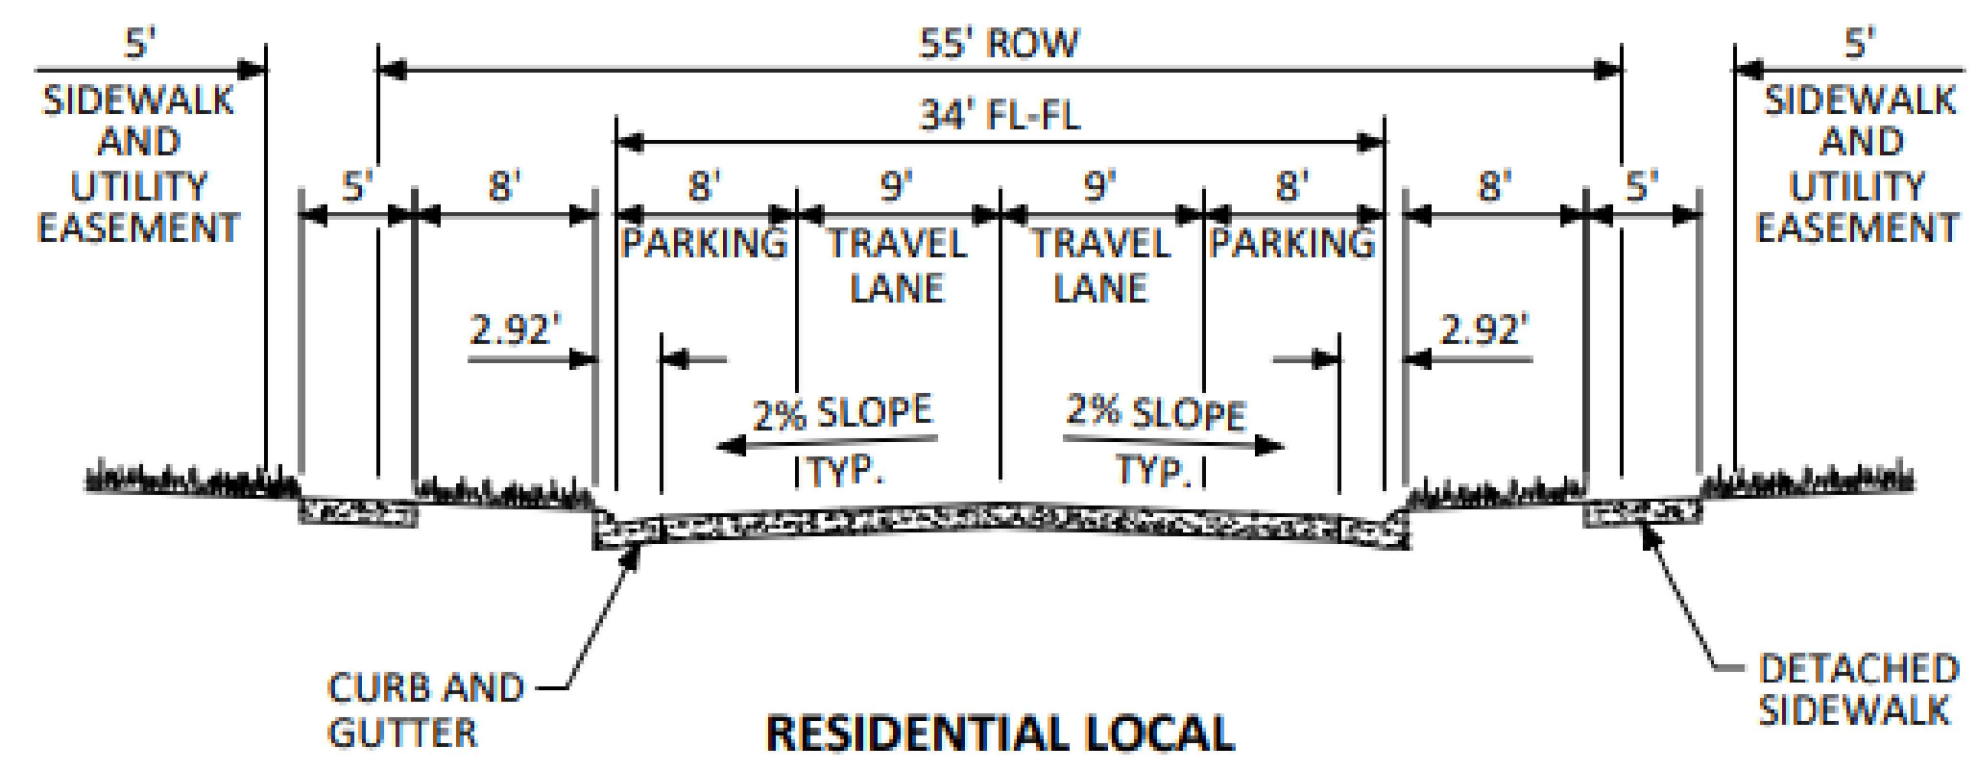 5' 55' ROW 5'
SIDEWALK AND UTILITY EASEMENT
34' FL-FL
SIDEWALK AND UTILITY EASEMENT
5' 8' 8' 9' 9' 8' 8' 5'
PARKING TRAVEL LANE TRAVEL LANE PARKING
2.92' 2.92'
2% SLOPE 2% SLOPE
TYP. TYP.
CURB AND
GUTTER
DETACHED
SIDEWALK
RESIDENTIAL LOCAL